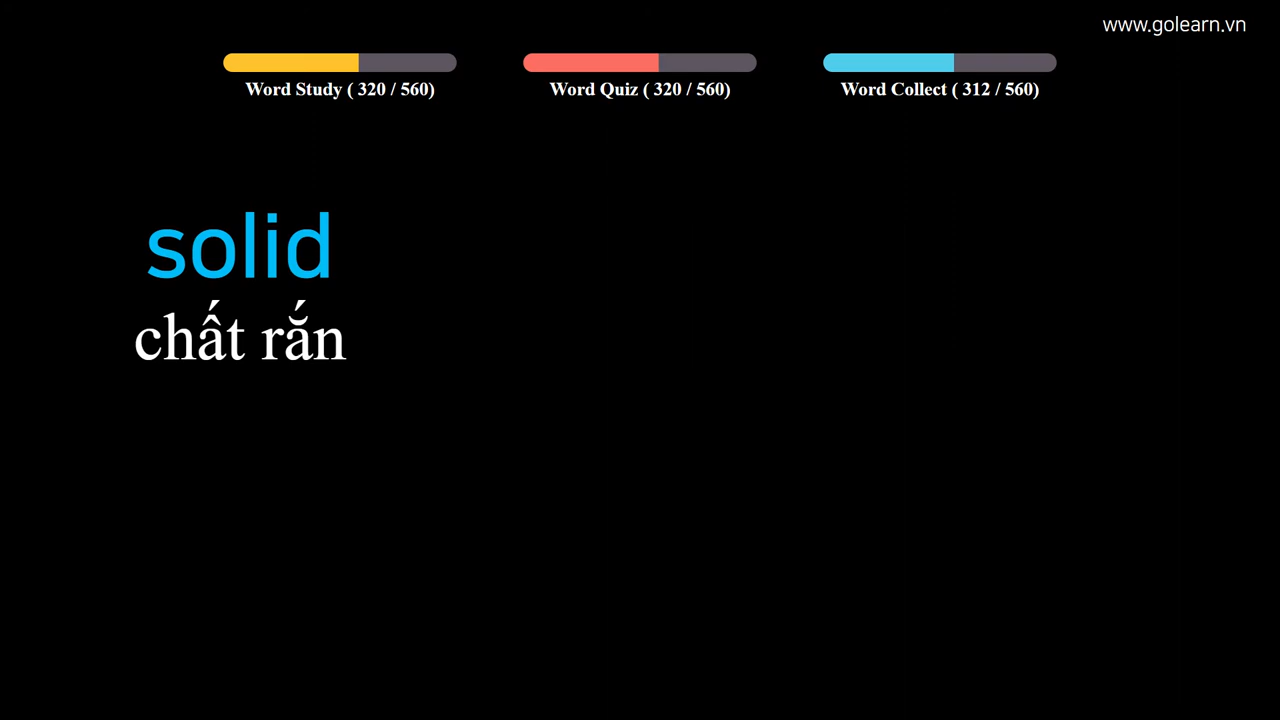 www.golearn.vn
Word Study ( 320 / 560)
Word Quiz ( 320 / 560)
Word Collect ( 312 / 560)
solid
chất rắn